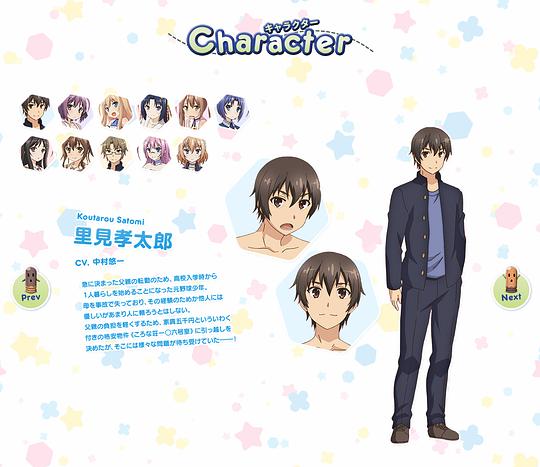 キャラクター
Character
Koutarou Satomi
里見孝太郎
CV. 中村悠一
急に決まった父親の転勤のため、高校入学時から
1人暮らしを始めることになった元野球少年。
母を事故で失っており、その経験のためか他人には
優しいがあまり人に頼ろうとはしない。
父親の負担を軽くするため、家賃五千円といういわく
付きの格安物件《ころな荘一〇六号室》に引っ越しを
決めたが、そこには様々な問題が待ち受けていた――!
Prev
Next